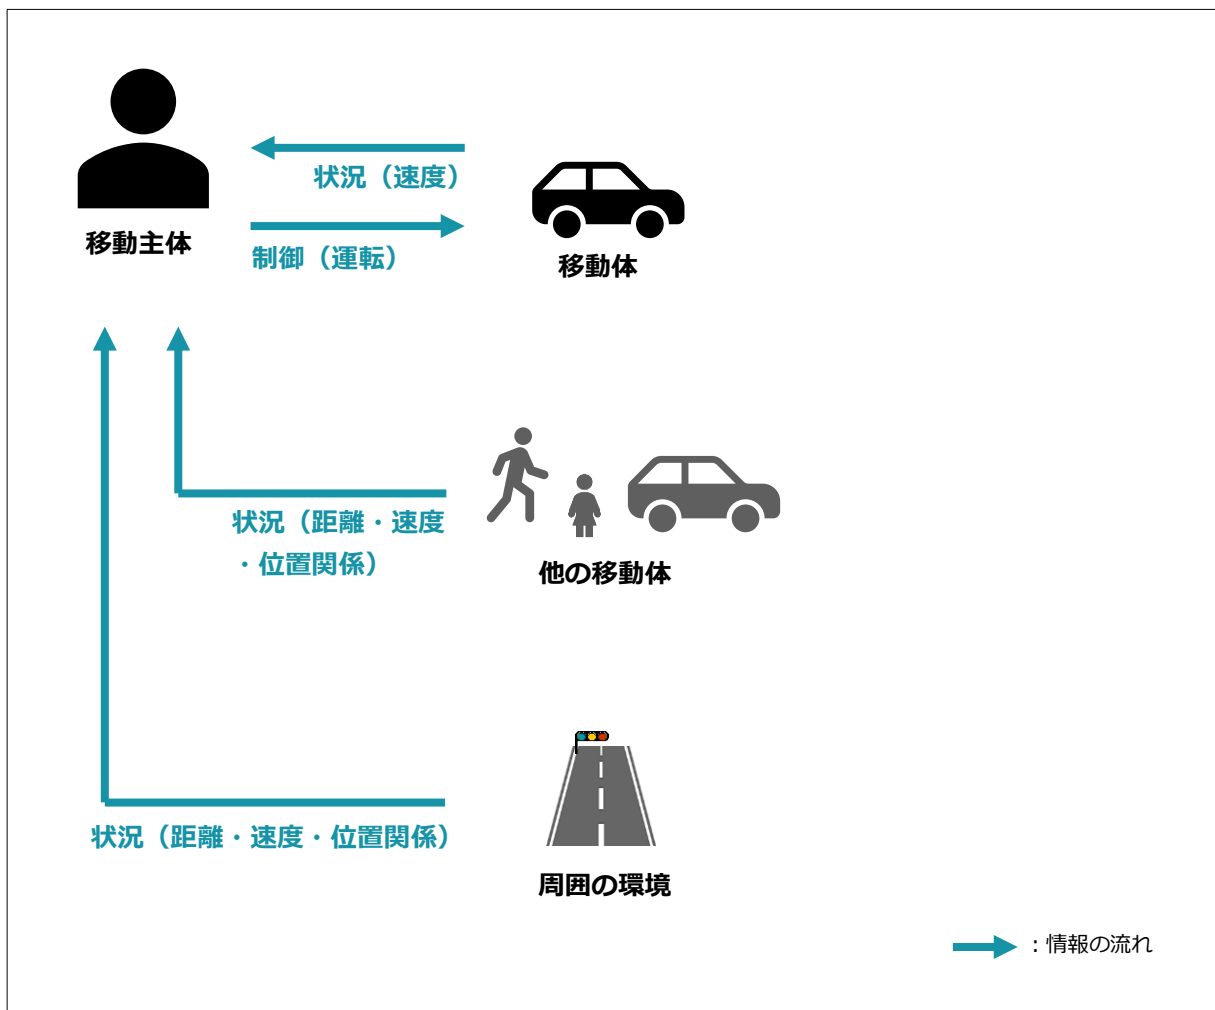 状況（速度）
移動主体
制御（運転）
移動体
状況（距離・速度
・位置関係）
他の移動体
状況（距離・速度・位置関係）
周囲の環境
：情報の流れ